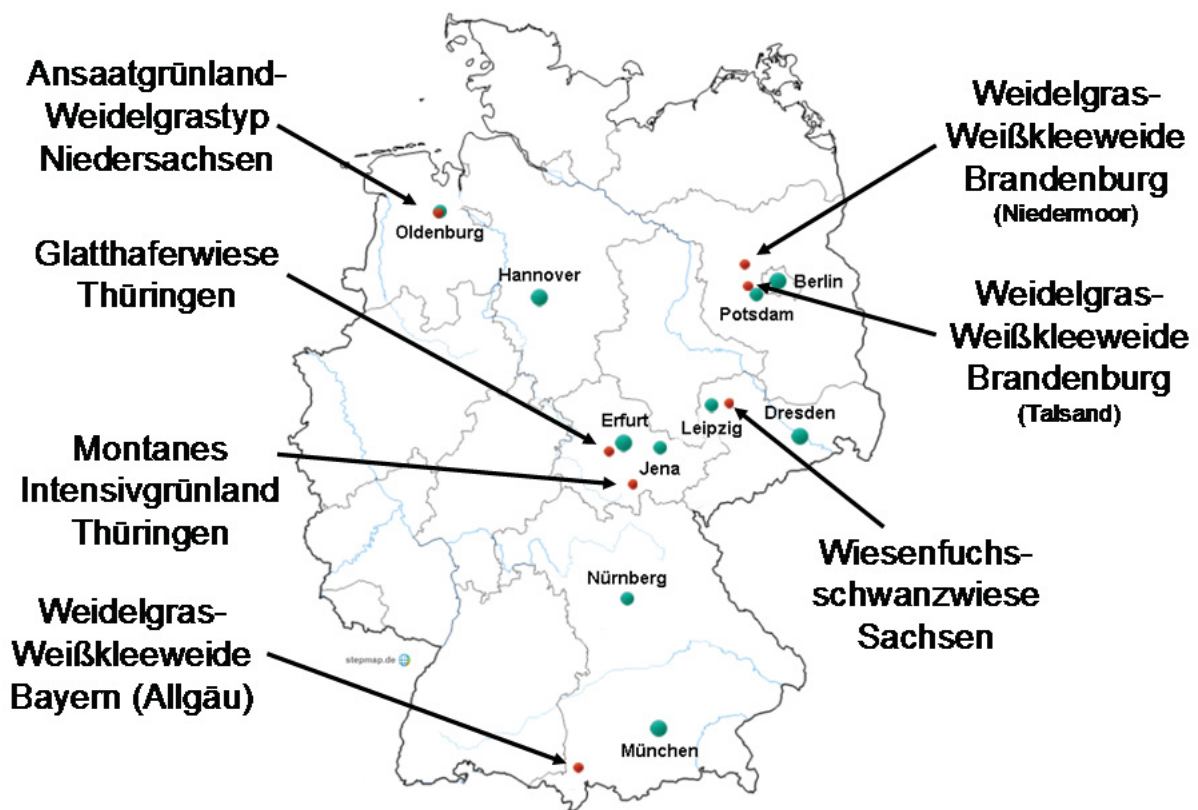 Ansaatgrünland-
Weidelgrastyp
Niedersachsen
Glatthaferwiese
Thüringen
Montanes
Intensivgrünland
Thüringen
Weidelgras-
Weißkleeweide
Bayern (Allgäu)
Oldenburg
Hannover
Berlin
Potsdam
Erfurt
Jena
Leipzig
Dresden
Nürnberg
stepmap.de
München
Weidelgras-
Weißkleeweide
Brandenburg
(Niedermoor)
Weidelgras-
Weißkleeweide
Brandenburg
(Talsand)
Wiesenfuchs-
schwanzwiese
Sachsen